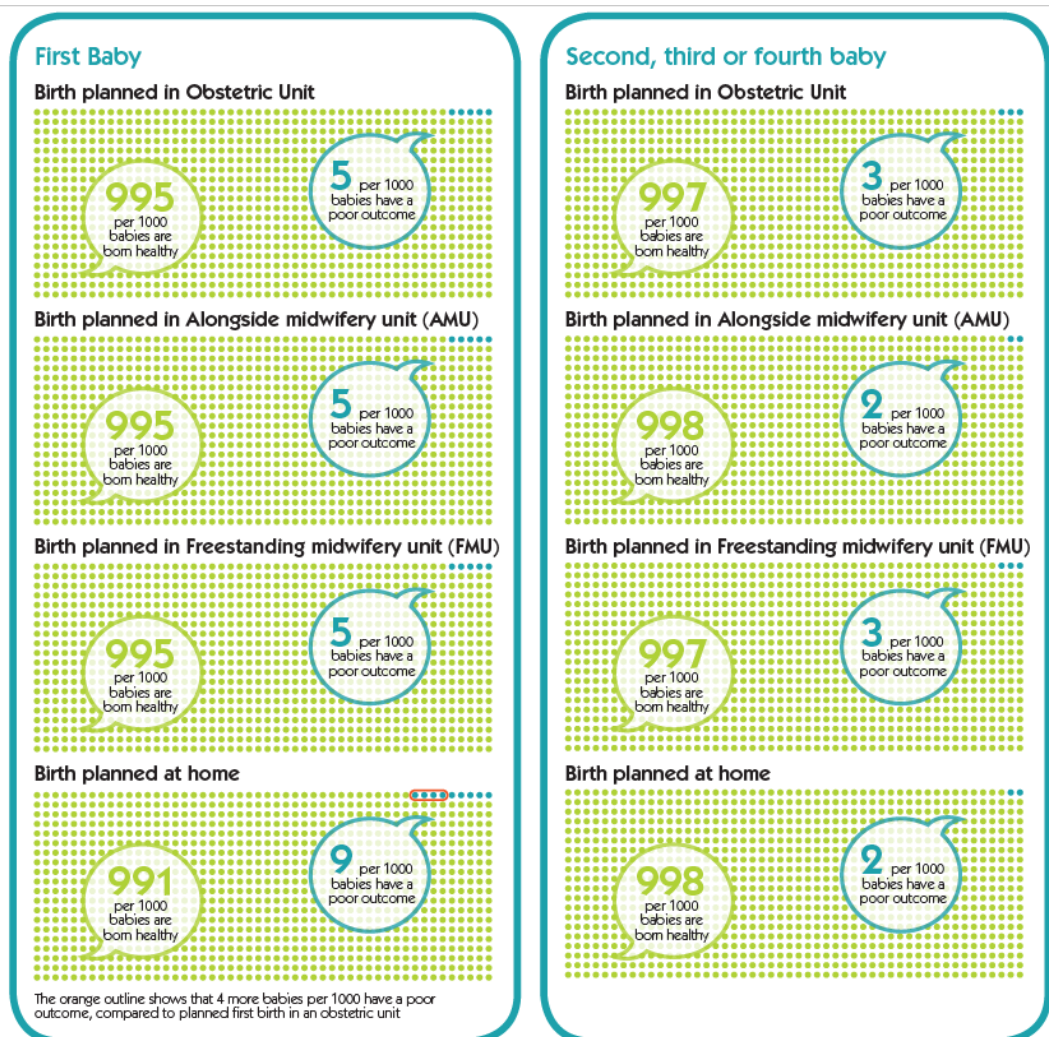 First Baby
Birth planned in Obstetric Unit
995
per 1000
babies are
born healthy
5 per 1000
babies have a
poor outcome
Birth planned in Alongside midwifery unit (AMU)
995
per 1000
babies are
born healthy
5 per 1000
babies have a
poor outcome
Birth planned in Freestanding midwifery unit (FMU)
995
per 1000
babies are
born healthy
5 per 1000
babies have a
poor outcome
Birth planned at home
991
per 1000
babies are
born healthy
9 per 1000
babies have a
poor outcome
The orange outline shows that 4 more babies per 1000 have a poor
outcome, compared to planned first birth in an obstetric unit
Second, third or fourth baby
Birth planned in Obstetric Unit
997
per 1000
babies are
born healthy
3 per 1000
babies have a
poor outcome
Birth planned in Alongside midwifery unit (AMU)
998
per 1000
babies are
born healthy
2 per 1000
babies have a
poor outcome
Birth planned in Freestanding midwifery unit (FMU)
997
per 1000
babies are
born healthy
3 per 1000
babies have a
poor outcome
Birth planned at home
998
per 1000
babies are
born healthy
2 per 1000
babies have a
poor outcome